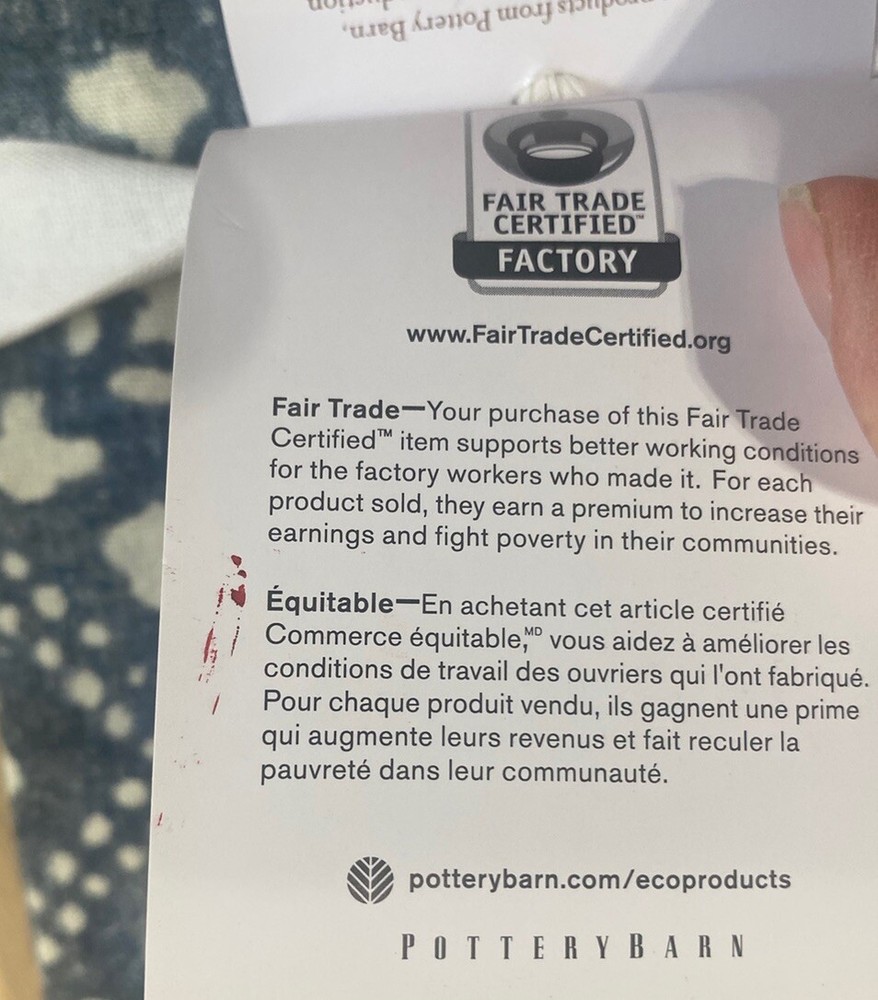 products from Pottery Barn,
FAIR TRADE
CERTIFIED™
FACTORY
www.FairTradeCertified.org
Fair Trade—Your purchase of this Fair Trade
Certified™ item supports better working conditions
for the factory workers who made it. For each
product sold, they earn a premium to increase their
earnings and fight poverty in their communities.
Équitable—En achetant cet article certifié
Commerce équitable,ᴹᴰ vous aidez à améliorer les
conditions de travail des ouvriers qui l'ont fabriqué.
Pour chaque produit vendu, ils gagnent une prime
qui augmente leurs revenus et fait reculer la
pauvreté dans leur communauté.
potterybarn.com/ecoproducts
POTTERYBARN